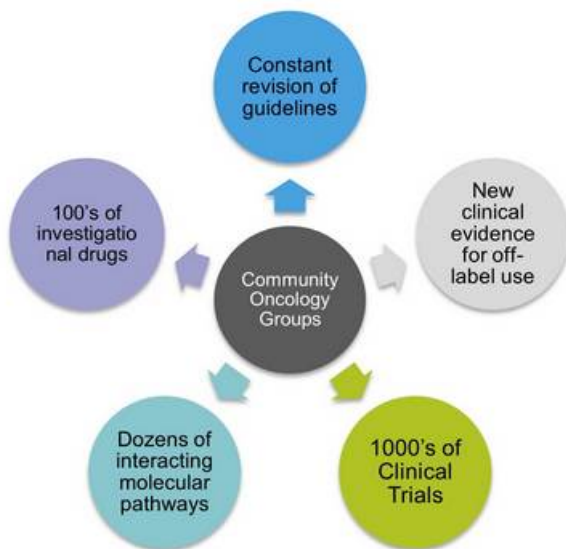 Constant
revision of
guidelines
New
clinical
evidence
for off-
label use
1000's of
Clinical
Trials
Dozens of
interacting
molecular
pathways
100's of
investigatio
nal drugs
Community
Oncology
Groups